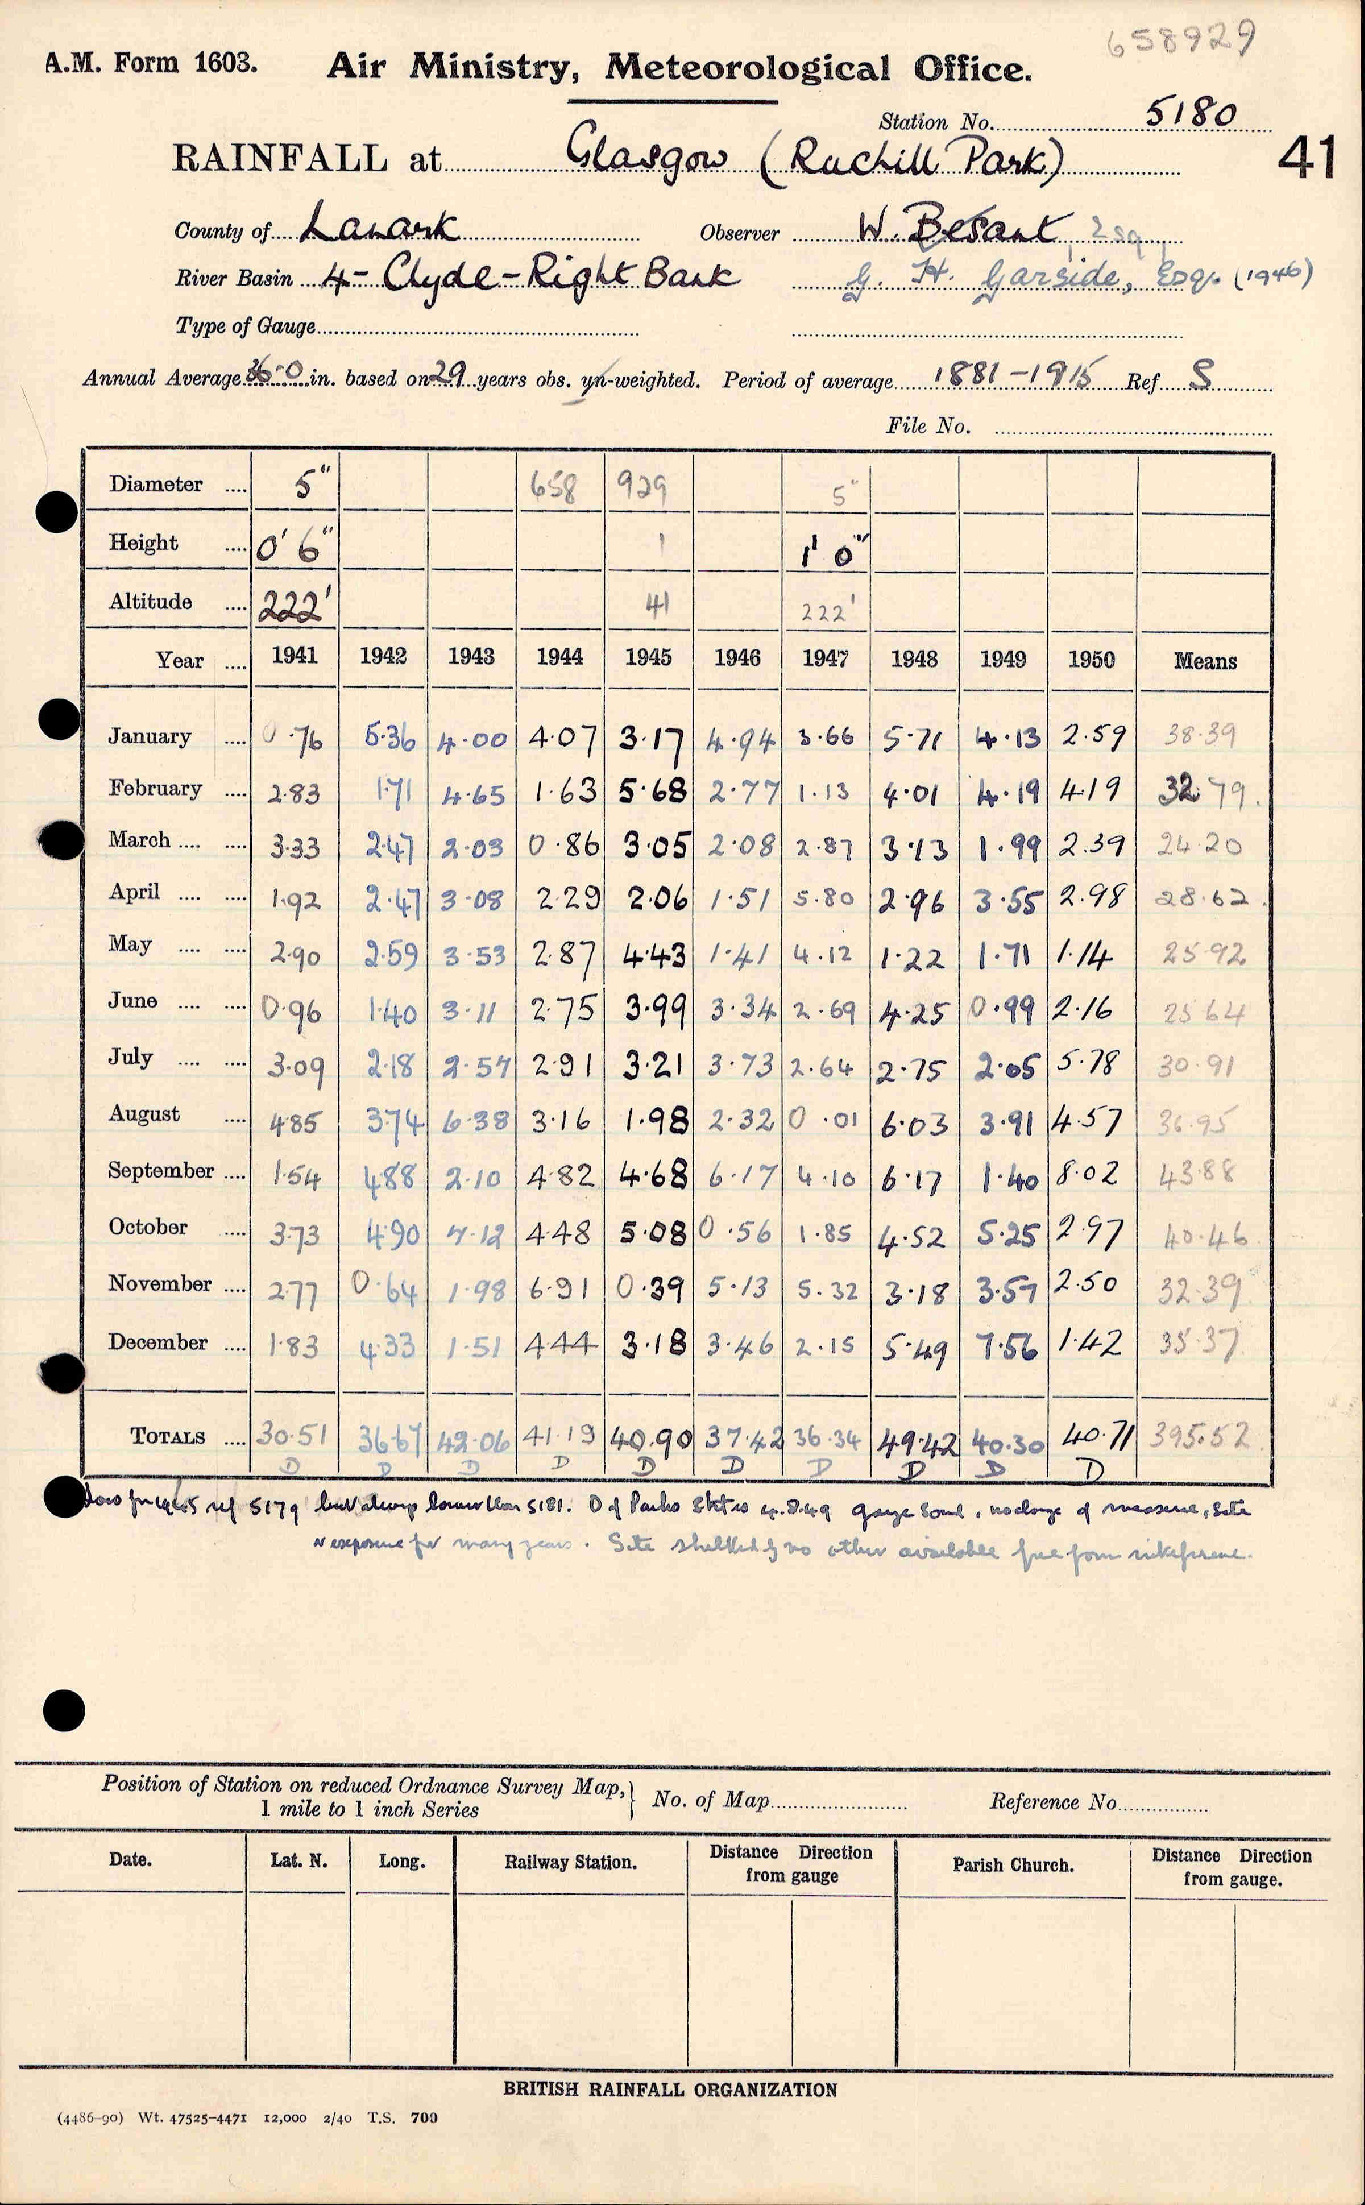 658929
A.M. Form 1603. Air Ministry, Meteorological Office.
Station No. 5180
RAINFALL at Glasgow (Ruchill Park) 41
County of Lanark Observer W. Besant, Esq.
River Basin 4 - Clyde - Right Bank G. H. Garside, Esq. (1946)
Type of Gauge
Annual Average 36.0 in. based on 29 years obs. un-weighted. Period of average 1881-1915 Ref S
File No.
Diameter 5" 658 929 5"
Height 0' 6" 1 1' 0"
Altitude 222' 41 222'
Year 1941 1942 1943 1944 1945 1946 1947 1948 1949 1950 Means
January 0.76 5.36 4.00 4.07 3.17 4.94 3.66 5.71 4.13 2.59 38.39
February 2.83 1.71 4.65 1.63 5.68 2.77 1.13 4.01 4.19 4.19 32.79
March 3.33 2.47 2.03 0.86 3.05 2.08 2.87 3.13 1.99 2.39 24.20
April 1.92 2.47 3.08 2.29 2.06 1.51 5.80 2.96 3.55 2.98 28.62
May 2.90 2.59 3.53 2.87 4.43 1.41 4.12 1.22 1.71 1.14 25.92
June 0.96 1.40 3.11 2.75 3.99 3.34 2.69 4.25 0.99 2.16 25.64
July 3.09 2.18 2.57 2.91 3.21 3.73 2.64 2.75 2.05 5.78 30.91
August 4.85 3.74 6.38 3.16 1.98 2.32 0.01 6.03 3.91 4.57 36.95
September 1.54 4.88 2.10 4.82 4.68 6.17 4.10 6.17 1.40 8.02 43.88
October 3.73 4.90 7.12 4.48 5.08 0.56 1.85 4.52 5.25 2.97 40.46
November 2.77 0.64 1.98 6.91 0.39 5.13 5.32 3.18 3.57 2.50 32.39
December 1.83 4.33 1.51 4.44 3.18 3.46 2.15 5.49 7.56 1.42 35.37
TOTALS 30.51 36.67 42.06 41.19 40.90 37.42 36.34 49.42 40.30 40.71 395.52
D D D D D D D D D D
Low for 1945 ref 5179 but always lower than 5181. D of Parks 4.8.49 gauge sound, no change of measure, site
or exposure for many years. Site sheltered no other available free from
Position of Station on reduced Ordnance Survey Map, 1 mile to 1 inch Series No. of Map Reference No
Date. Lat. N. Long. Railway Station. Distance Direction from gauge Parish Church. Distance Direction from gauge.
BRITISH RAINFALL ORGANIZATION
(4486-90) Wt. 47525-4471 12,000 2/40 T.S. 700